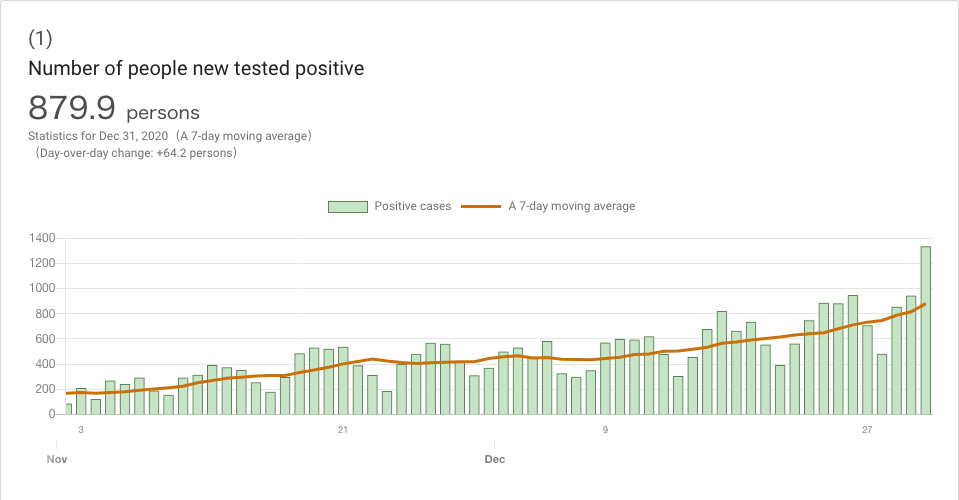 (1)
Number of people new tested positive
879.9 persons
Statistics for Dec 31, 2020（A 7-day moving average）
（Day-over-day change: +64.2 persons）
Positive cases A 7-day moving average
1400
1200
1000
800
600
400
200
0
3 21 9 27
Nov Dec